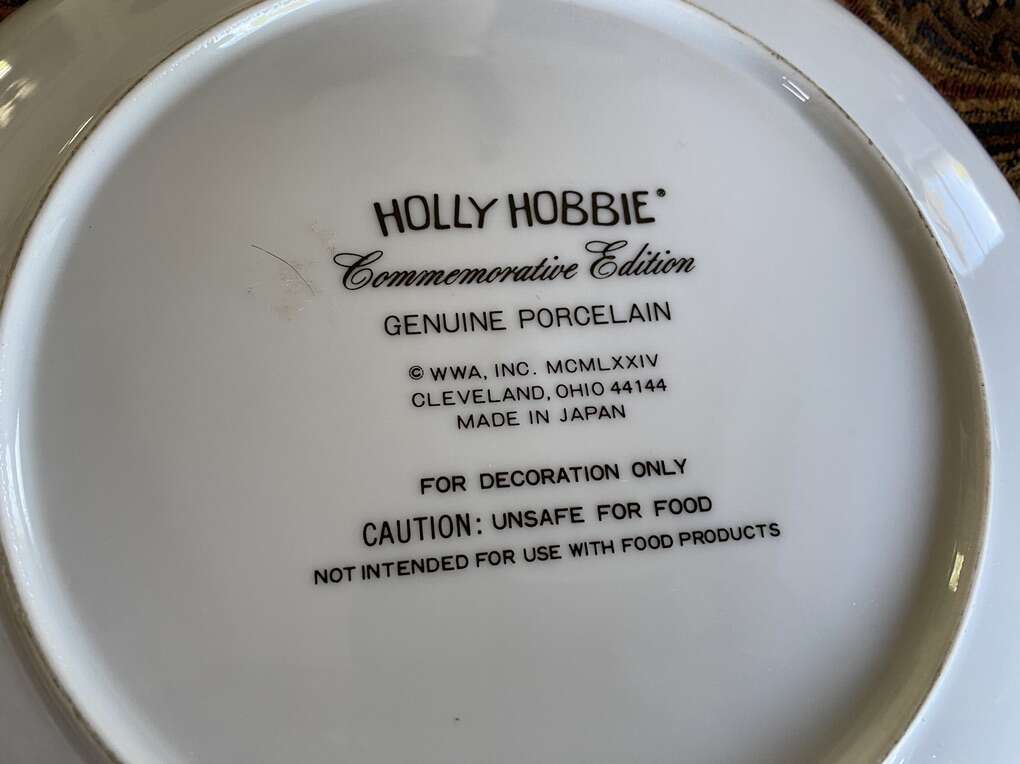 HOLLY HOBBIE®
Commemorative Edition
GENUINE PORCELAIN
© WWA, INC. MCMLXXIV
CLEVELAND, OHIO 44144
MADE IN JAPAN
FOR DECORATION ONLY
CAUTION: UNSAFE FOR FOOD
NOT INTENDED FOR USE WITH FOOD PRODUCTS